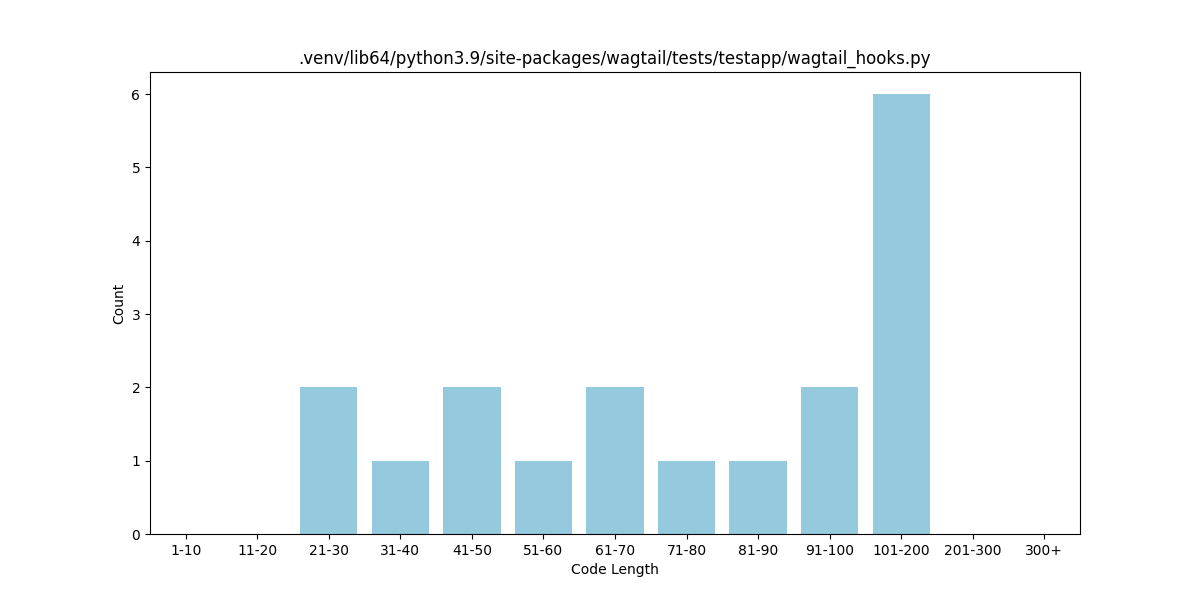 .venv/lib64/python3.9/site-packages/wagtail/tests/testapp/wagtail_hooks.py
6
5
4
3
2
1
0
Count
1-10 11-20 21-30 31-40 41-50 51-60 61-70 71-80 81-90 91-100 101-200 201-300 300+
Code Length